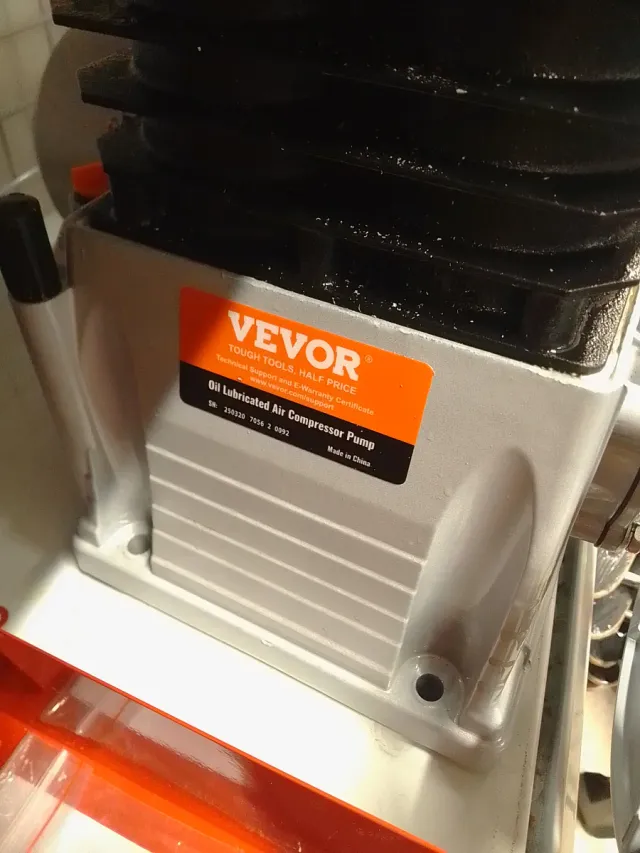 VEVOR®
TOUGH TOOLS, HALF PRICE
Technical Support and E-Warranty Certificate
www.vevor.com/support
Oil Lubricated Air Compressor Pump
SN: 290320 7056 2 0092
Made in China